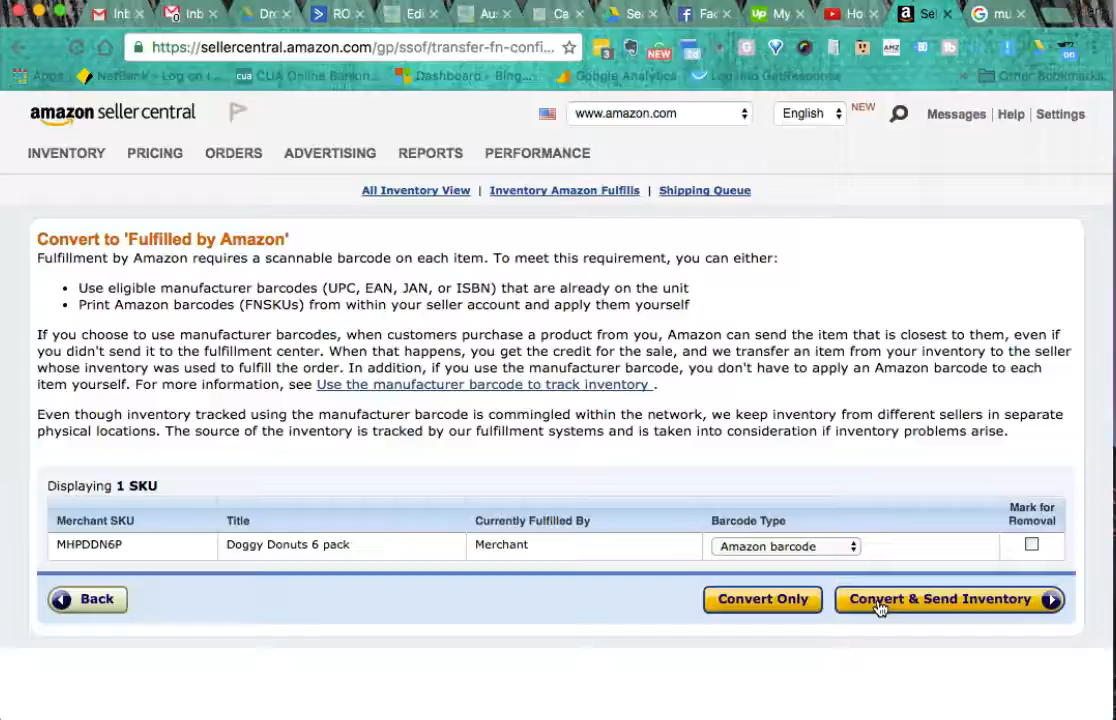 Inb
Inb
Dro
RO
Edi
Aus
Ca
Se
Fac
My
Ho
Sel
mu
https://sellercentral.amazon.com/gp/ssof/transfer-fn-confi...
Apps
NetBank - Log on t...
CUA Online Bankin...
Dashboard - Bing...
Google Analytics
Log into GetResponse
Other Bookmarks
amazon seller central
www.amazon.com
English
NEW
Messages | Help | Settings
INVENTORY PRICING ORDERS ADVERTISING REPORTS PERFORMANCE
All Inventory View | Inventory Amazon Fulfills | Shipping Queue
Convert to 'Fulfilled by Amazon'
Fulfillment by Amazon requires a scannable barcode on each item. To meet this requirement, you can either:
• Use eligible manufacturer barcodes (UPC, EAN, JAN, or ISBN) that are already on the unit
• Print Amazon barcodes (FNSKUs) from within your seller account and apply them yourself
If you choose to use manufacturer barcodes, when customers purchase a product from you, Amazon can send the item that is closest to them, even if
you didn't send it to the fulfillment center. When that happens, you get the credit for the sale, and we transfer an item from your inventory to the seller
whose inventory was used to fulfill the order. In addition, if you use the manufacturer barcode, you don't have to apply an Amazon barcode to each
item yourself. For more information, see Use the manufacturer barcode to track inventory .
Even though inventory tracked using the manufacturer barcode is commingled within the network, we keep inventory from different sellers in separate
physical locations. The source of the inventory is tracked by our fulfillment systems and is taken into consideration if inventory problems arise.
Displaying 1 SKU
Merchant SKU Title Currently Fulfilled By Barcode Type Mark for Removal
MHPDDN6P Doggy Donuts 6 pack Merchant Amazon barcode
Back Convert Only Convert & Send Inventory